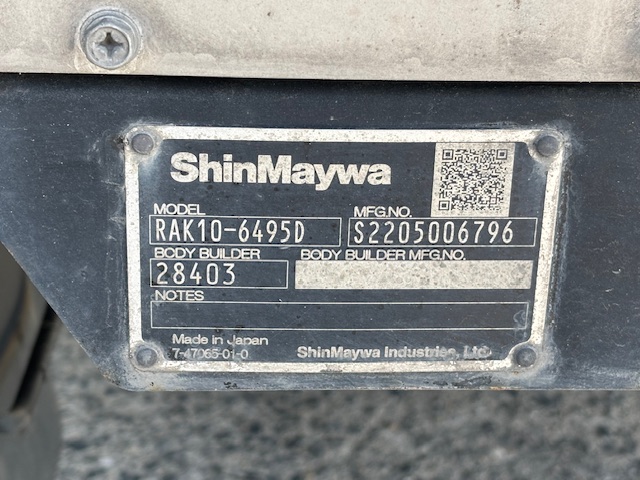 ShinMaywa
MODEL MFG.NO.
RAK10-6495D S2205006796
BODY BUILDER BODY BUILDER MFG.NO.
28403
NOTES
Made in Japan
7-47065-01-0 ShinMaywa Industries, Ltd.